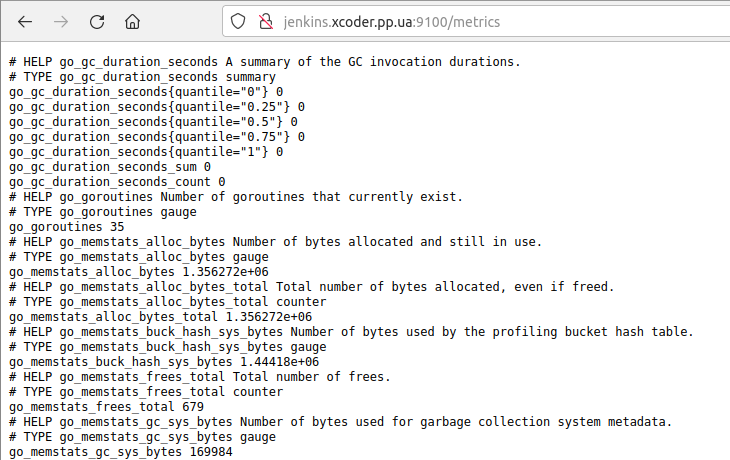 jenkins.xcoder.pp.ua:9100/metrics
# HELP go_gc_duration_seconds A summary of the GC invocation durations.
# TYPE go_gc_duration_seconds summary
go_gc_duration_seconds{quantile="0"} 0
go_gc_duration_seconds{quantile="0.25"} 0
go_gc_duration_seconds{quantile="0.5"} 0
go_gc_duration_seconds{quantile="0.75"} 0
go_gc_duration_seconds{quantile="1"} 0
go_gc_duration_seconds_sum 0
go_gc_duration_seconds_count 0
# HELP go_goroutines Number of goroutines that currently exist.
# TYPE go_goroutines gauge
go_goroutines 35
# HELP go_memstats_alloc_bytes Number of bytes allocated and still in use.
# TYPE go_memstats_alloc_bytes gauge
go_memstats_alloc_bytes 1.356272e+06
# HELP go_memstats_alloc_bytes_total Total number of bytes allocated, even if freed.
# TYPE go_memstats_alloc_bytes_total counter
go_memstats_alloc_bytes_total 1.356272e+06
# HELP go_memstats_buck_hash_sys_bytes Number of bytes used by the profiling bucket hash table.
# TYPE go_memstats_buck_hash_sys_bytes gauge
go_memstats_buck_hash_sys_bytes 1.44418e+06
# HELP go_memstats_frees_total Total number of frees.
# TYPE go_memstats_frees_total counter
go_memstats_frees_total 679
# HELP go_memstats_gc_sys_bytes Number of bytes used for garbage collection system metadata.
# TYPE go_memstats_gc_sys_bytes gauge
go_memstats_gc_sys_bytes 169984